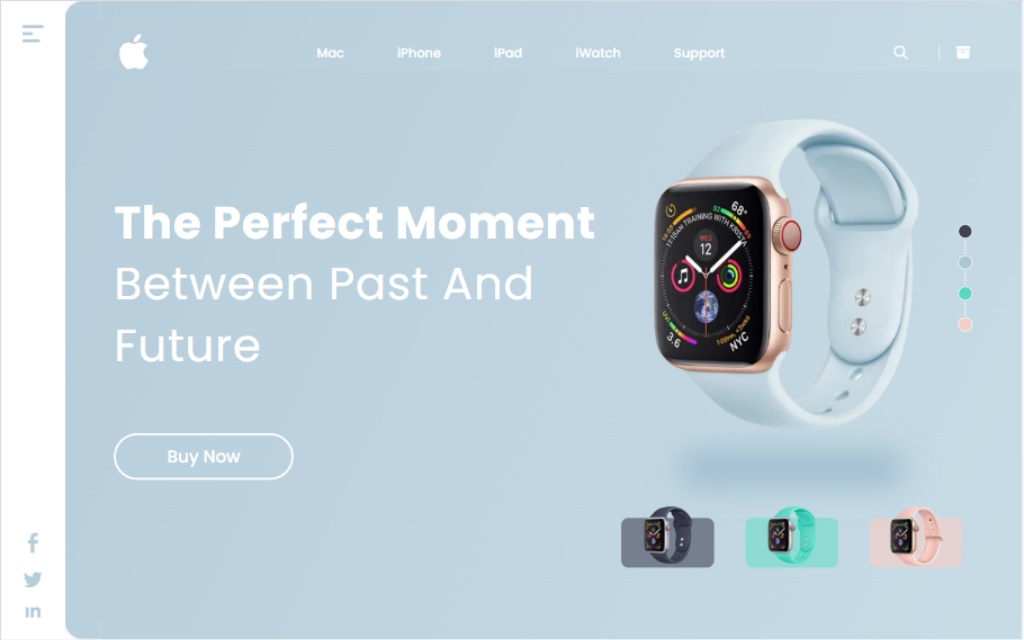 Mac iPhone iPad iWatch Support
The Perfect Moment
Between Past And
Future
Buy Now
68°
11:15AM TRAINING WITH KRISTA
WED
12
UVI
3.6
NYC
f
in